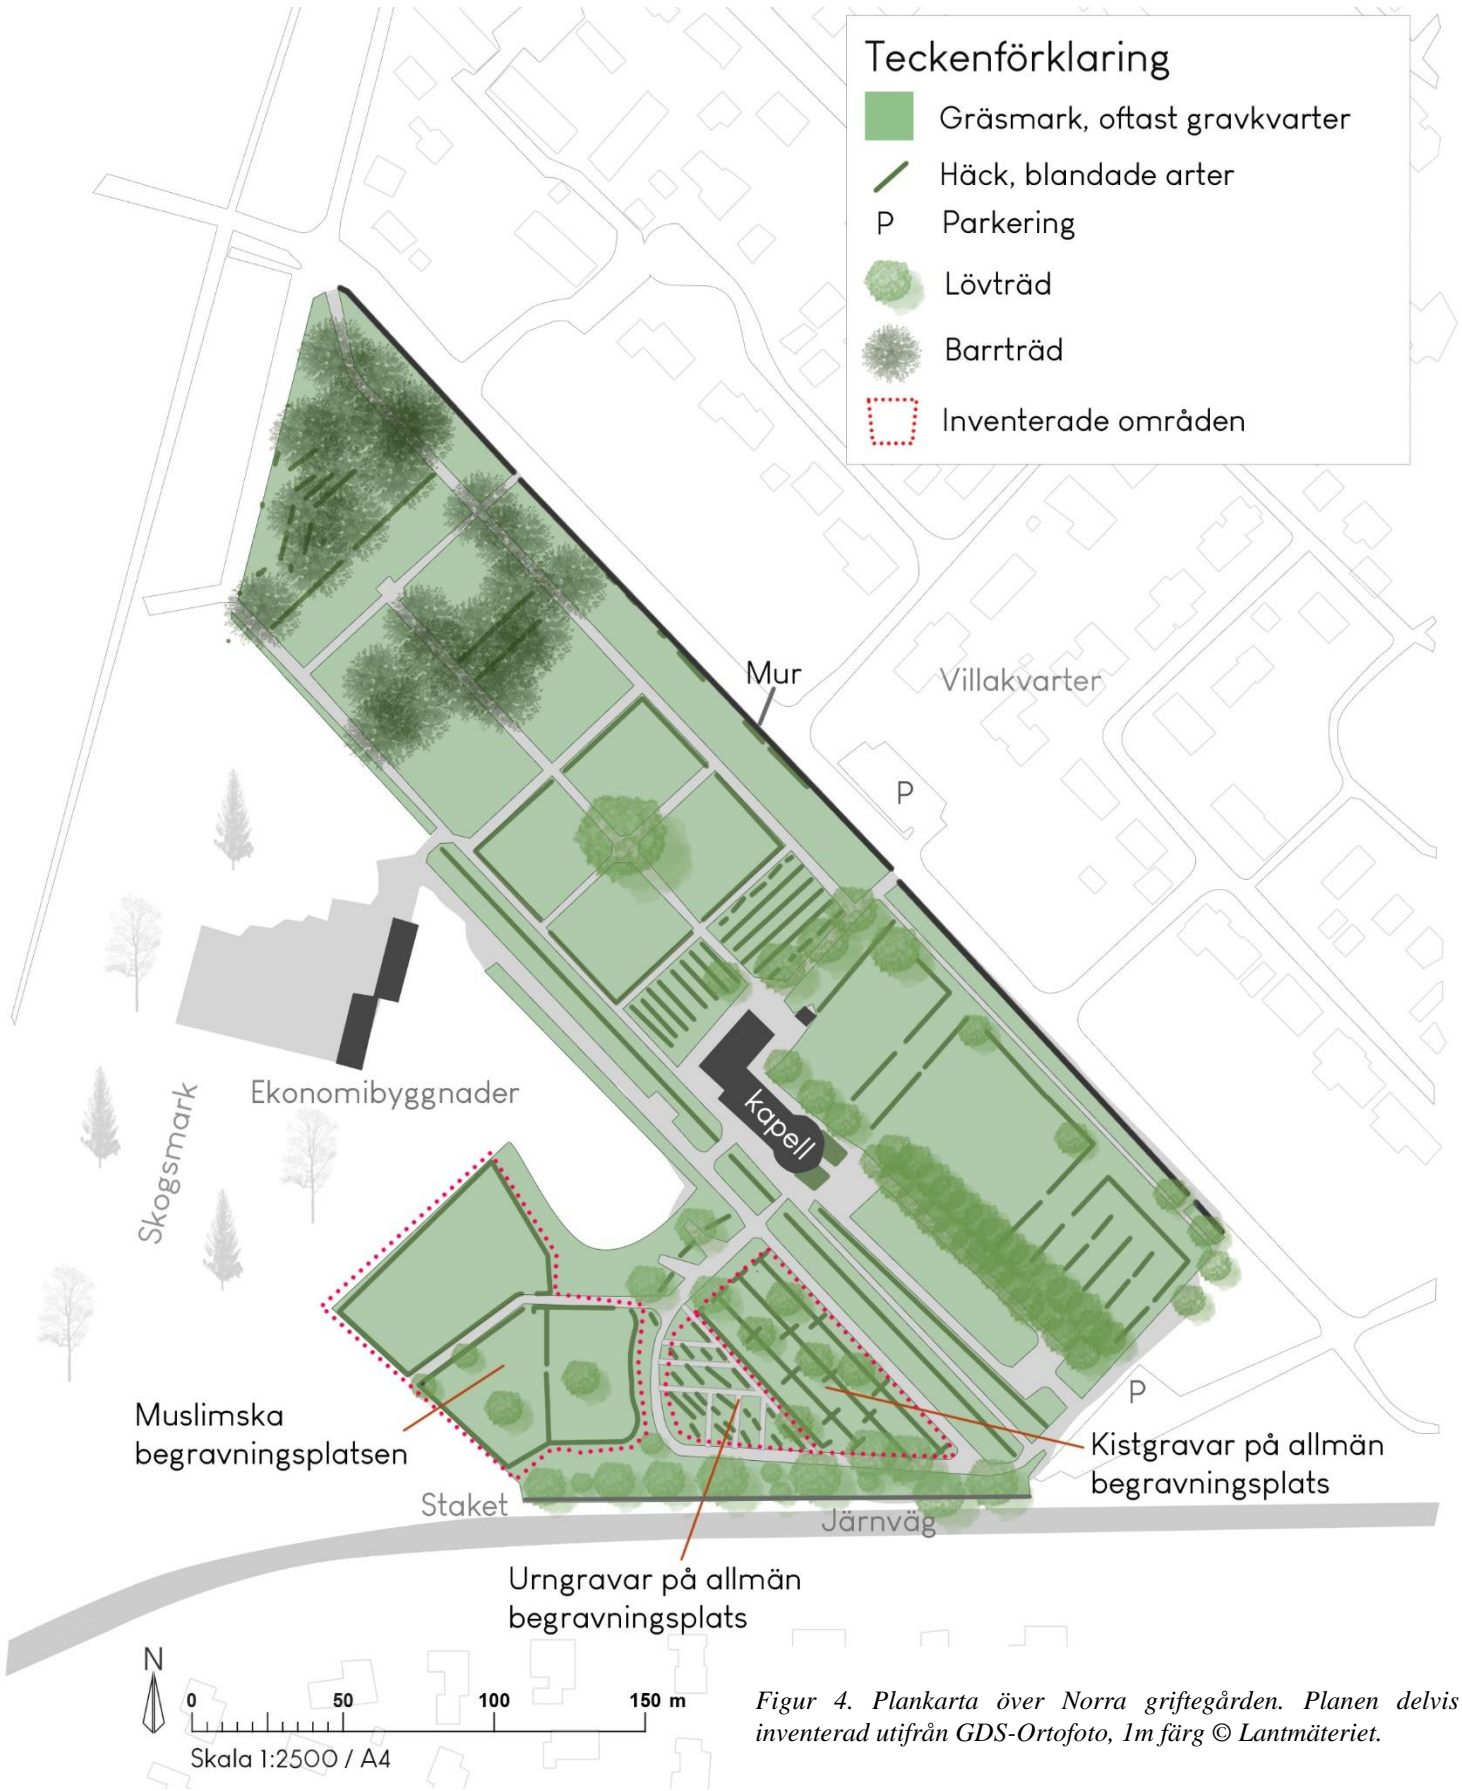 Teckenförklaring
Gräsmark, oftast gravkvarter
Häck, blandade arter
P Parkering
Lövträd
Barrträd
Inventerade områden
Mur
Villakvarter
P
kapell
Ekonomibyggnader
Skogsmark
P
Muslimska
begravningsplatsen
Kistgravar på allmän
begravningsplats
Staket
Järnväg
Urngravar på allmän
begravningsplats
N
0 50 100 150 m
Skala 1:2500 / A4
Figur 4. Plankarta över Norra griftegården. Planen delvis
inventerad utifrån GDS-Ortofoto, 1m färg © Lantmäteriet.